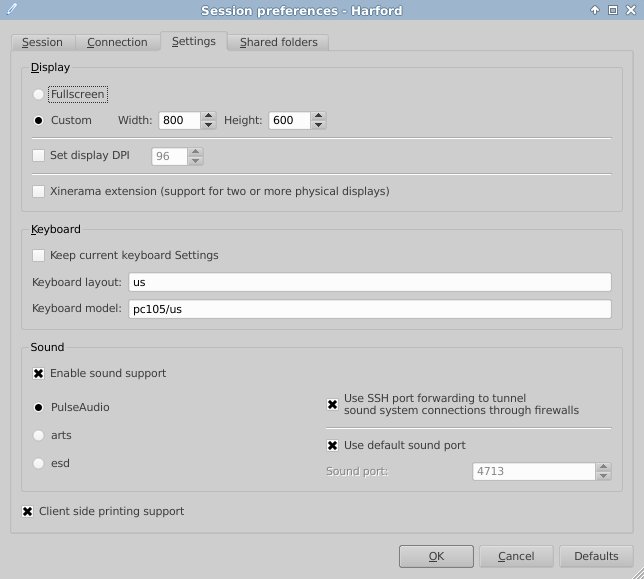 Session preferences - Harford
Session Connection Settings Shared folders
Display
Fullscreen
Custom Width: 800 Height: 600
Set display DPI 96
Xinerama extension (support for two or more physical displays)
Keyboard
Keep current keyboard Settings
Keyboard layout: us
Keyboard model: pc105/us
Sound
Enable sound support
PulseAudio
arts
esd
Use SSH port forwarding to tunnel
sound system connections through firewalls
Use default sound port
Sound port: 4713
Client side printing support
OK Cancel Defaults